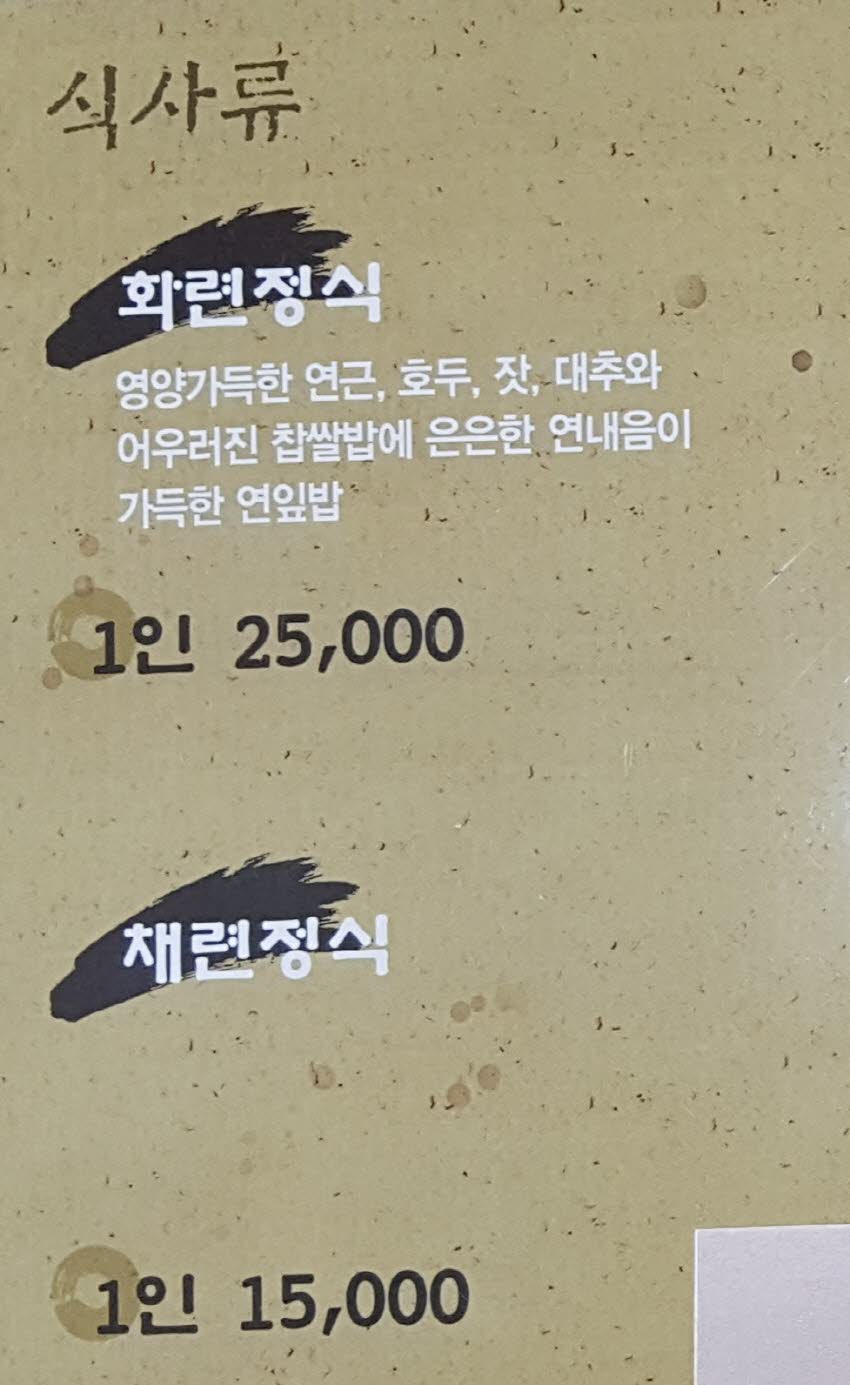 식사류
화련정식
영양가득한 연근, 호두, 잣, 대추와
어우러진 찹쌀밥에 은은한 연내음이
가득한 연잎밥
1인 25,000
채련정식
1인 15,000